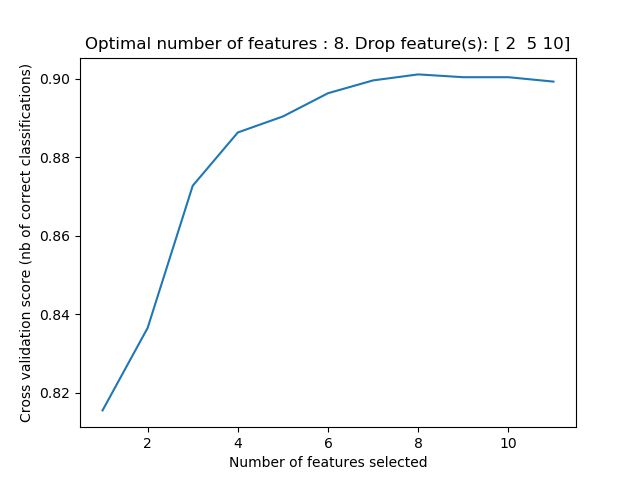 Optimal number of features : 8. Drop feature(s): [ 2  5 10]
Cross validation score (nb of correct classifications)
0.90
0.88
0.86
0.84
0.82
2 4 6 8 10
Number of features selected